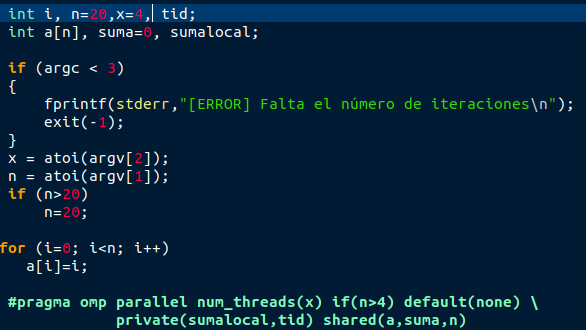 int i, n=20,x=4, tid;
int a[n], suma=0, sumalocal;
if (argc < 3)
{
fprintf(stderr,"[ERROR] Falta el número de iteraciones\n");
exit(-1);
}
x = atoi(argv[2]);
n = atoi(argv[1]);
if (n>20)
n=20;
for (i=0; i<n; i++)
a[i]=i;
#pragma omp parallel num_threads(x) if(n>4) default(none) \
private(sumalocal,tid) shared(a,suma,n)